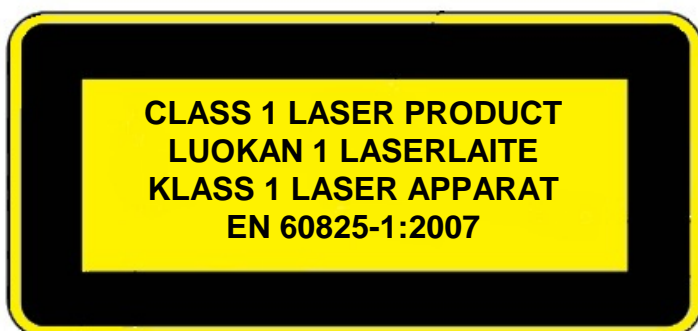 CLASS 1 LASER PRODUCT
LUOKAN 1 LASERLAITE
KLASS 1 LASER APPARAT
EN 60825-1:2007